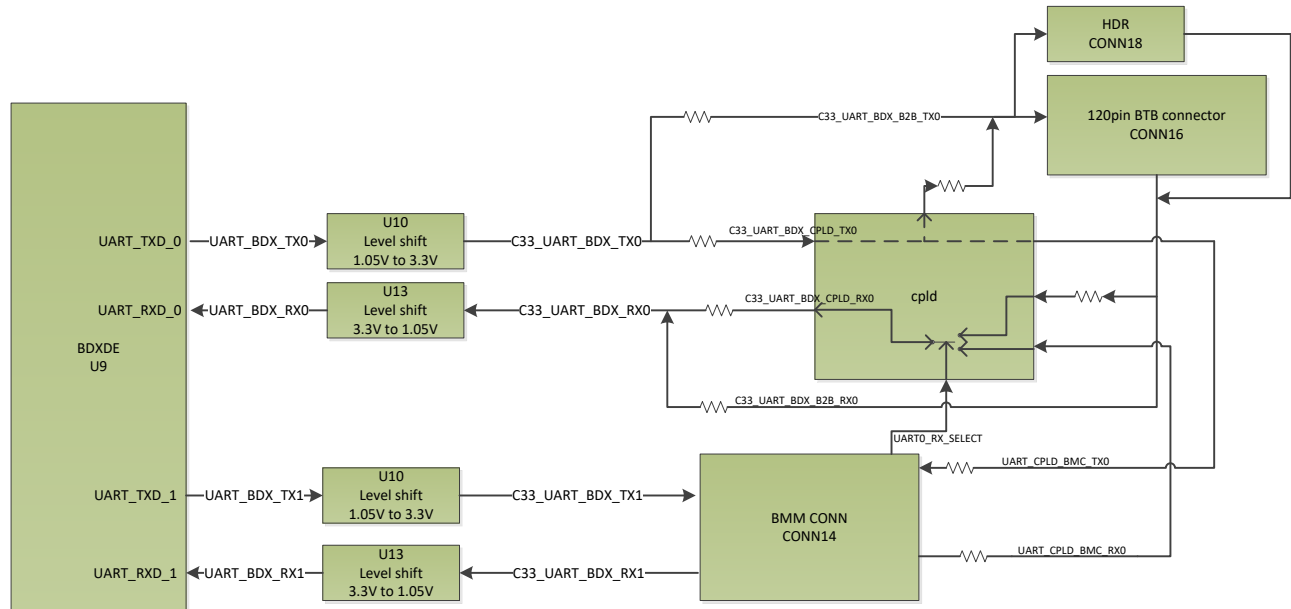 HDR
CONN18
120pin BTB connector
CONN16
C33_UART_BDX_B2B_TX0
UART_TXD_0
UART_BDX_TX0
U10
Level shift
1.05V to 3.3V
C33_UART_BDX_TX0
C33_UART_BDX_CPLD_TX0
UART_RXD_0
UART_BDX_RX0
U13
Level shift
3.3V to 1.05V
C33_UART_BDX_RX0
C33_UART_BDX_CPLD_RX0
cpld
BDXDE
U9
C33_UART_BDX_B2B_RX0
UART0_RX_SELECT
UART_CPLD_BMC_TX0
UART_TXD_1
UART_BDX_TX1
U10
Level shift
1.05V to 3.3V
C33_UART_BDX_TX1
BMM CONN
CONN14
UART_CPLD_BMC_RX0
UART_RXD_1
UART_BDX_RX1
U13
Level shift
3.3V to 1.05V
C33_UART_BDX_RX1